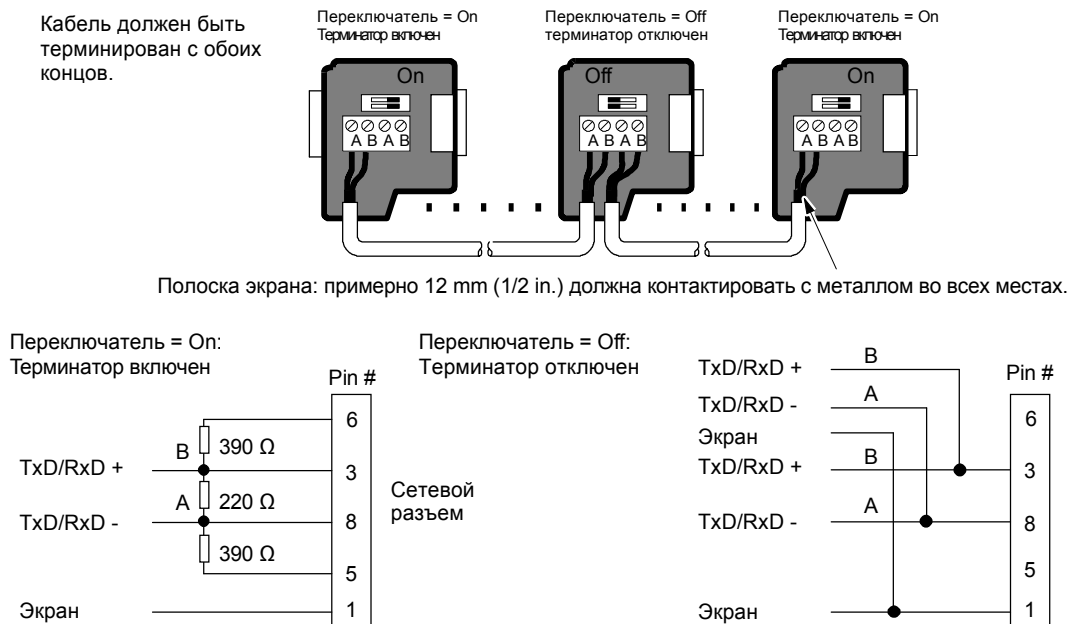 Кабель должен быть
терминирован с обоих
концов.
Переключатель = On
Терминатор включен
Переключатель = Off
терминатор отключен
Переключатель = On
Терминатор включен
On
Off
On
A B A B
A B A B
A B A B
Полоска экрана: примерно 12 mm (1/2 in.) должна контактировать с металлом во всех местах.
Переключатель = On:
Терминатор включен
Pin #
6
390 Ω
B
TxD/RxD +
3
A
220 Ω
TxD/RxD -
8
390 Ω
5
Экран
1
Сетевой
разъем
Переключатель = Off:
Терминатор отключен
Pin #
TxD/RxD +
B
6
TxD/RxD -
A
Экран
TxD/RxD +
B
3
TxD/RxD -
A
8
5
Экран
1